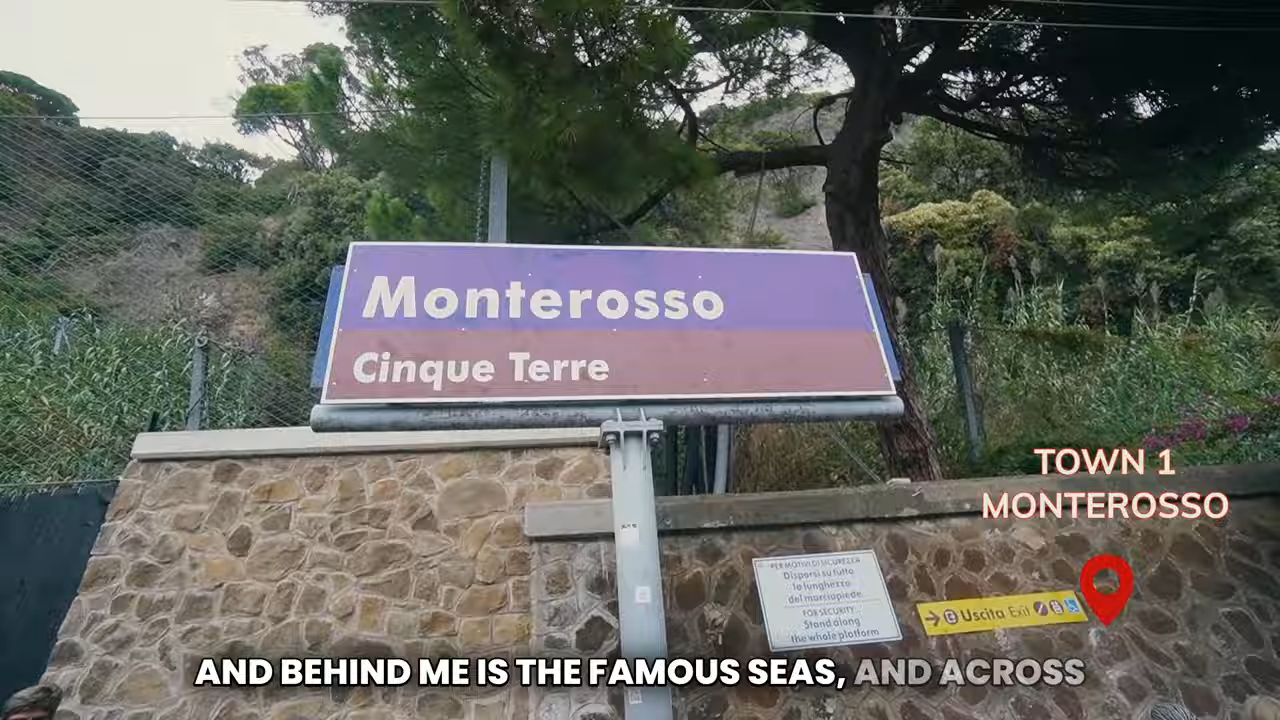 Monterosso
Cinque Terre
TOWN 1
MONTEROSSO
PER MOTIVI DI SICUREZZA
Disporsi su tutta
la lunghezza
del marciapiede
FOR SECURITY...
Stand along
the whole platform
Uscita Exit
AND BEHIND ME IS THE FAMOUS SEAS, AND ACROSS